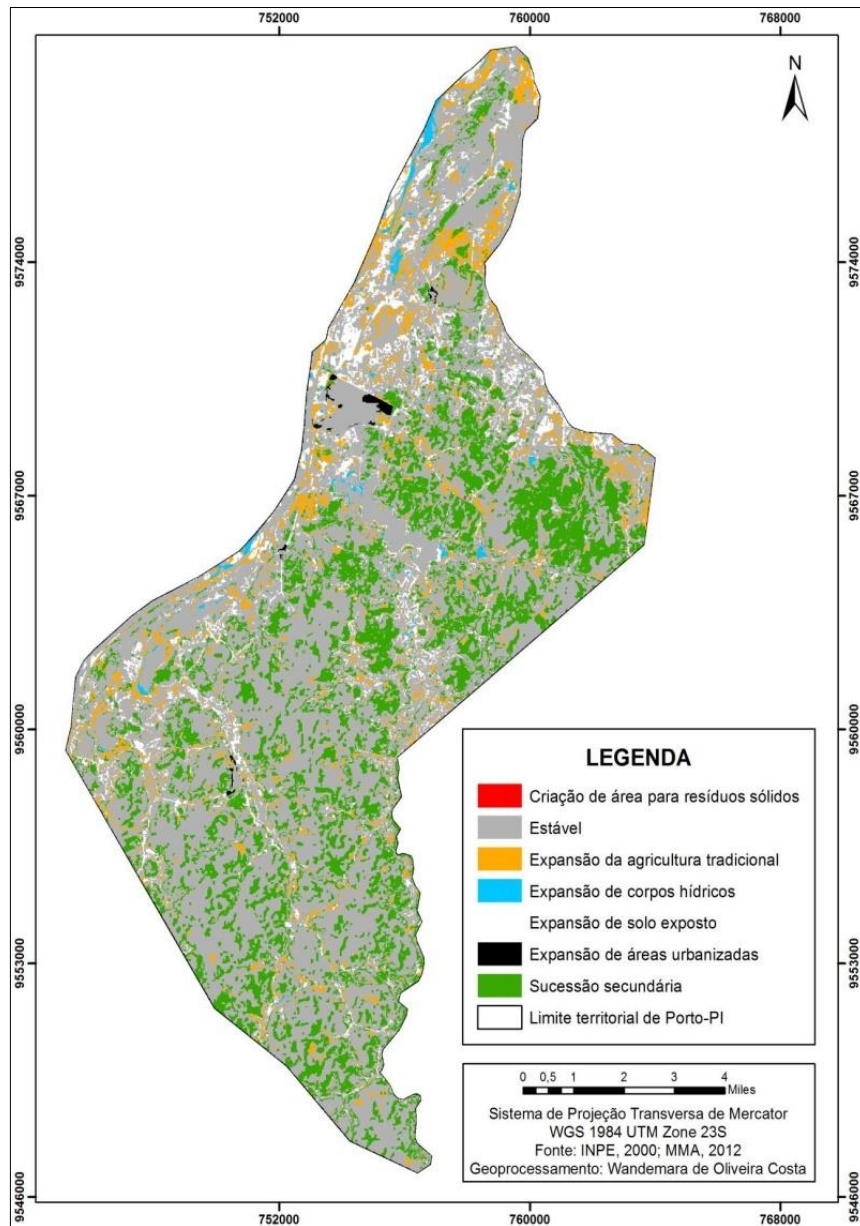 752000 760000 768000
N
9574000 9574000
9567000 9567000
9560000 9560000
9553000 9553000
9546000 9546000
LEGENDA
Criação de área para resíduos sólidos
Estável
Expansão da agricultura tradicional
Expansão de corpos hídricos
Expansão de solo exposto
Expansão de áreas urbanizadas
Sucessão secundária
Limite territorial de Porto-PI
0 0,5 1 2 3 4
Miles
Sistema de Projeção Transversa de Mercator
WGS 1984 UTM Zone 23S
Fonte: INPE, 2000; MMA, 2012
Geoprocessamento: Wandemara de Oliveira Costa
752000 760000 768000